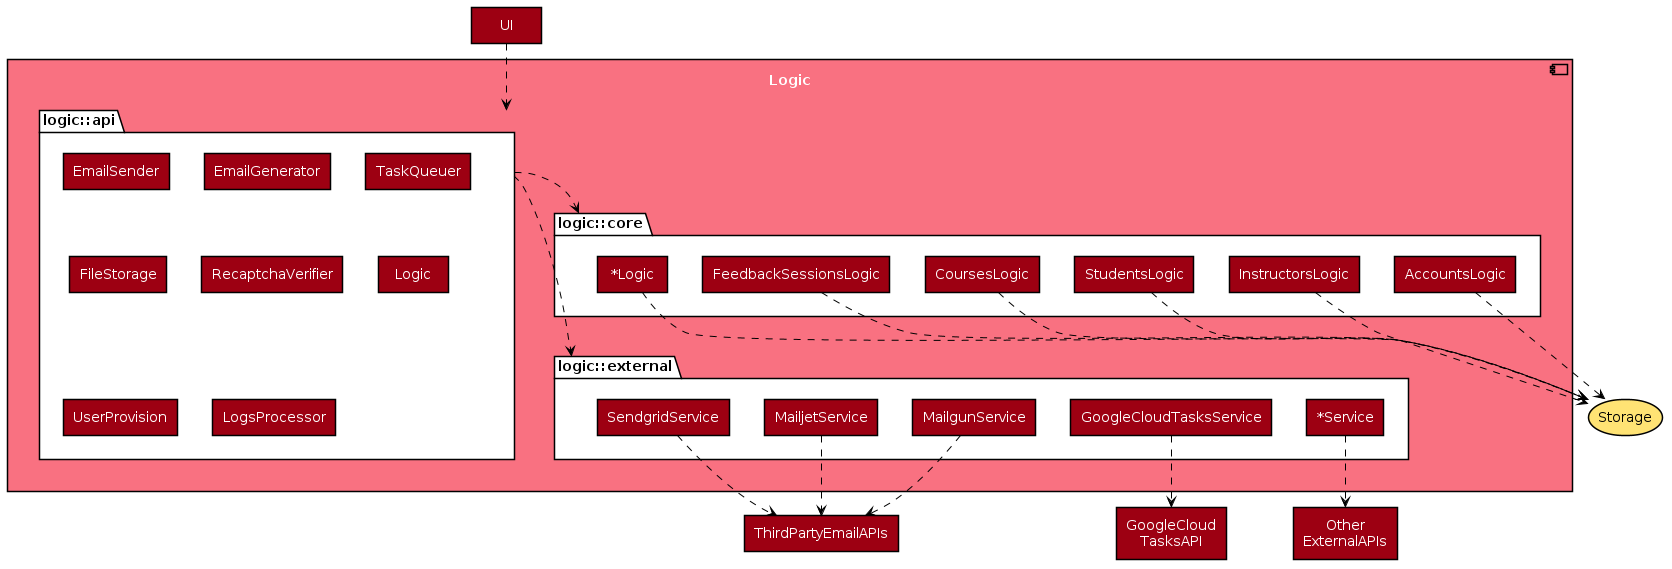 UI
Logic
logic::api
EmailSender
EmailGenerator
TaskQueuer
FileStorage
RecaptchaVerifier
Logic
UserProvision
LogsProcessor
logic::core
*Logic
FeedbackSessionsLogic
CoursesLogic
StudentsLogic
InstructorsLogic
AccountsLogic
logic::external
SendgridService
MailjetService
MailgunService
GoogleCloudTasksService
*Service
Storage
ThirdPartyEmailAPIs
GoogleCloud
TasksAPI
Other
ExternalAPIs